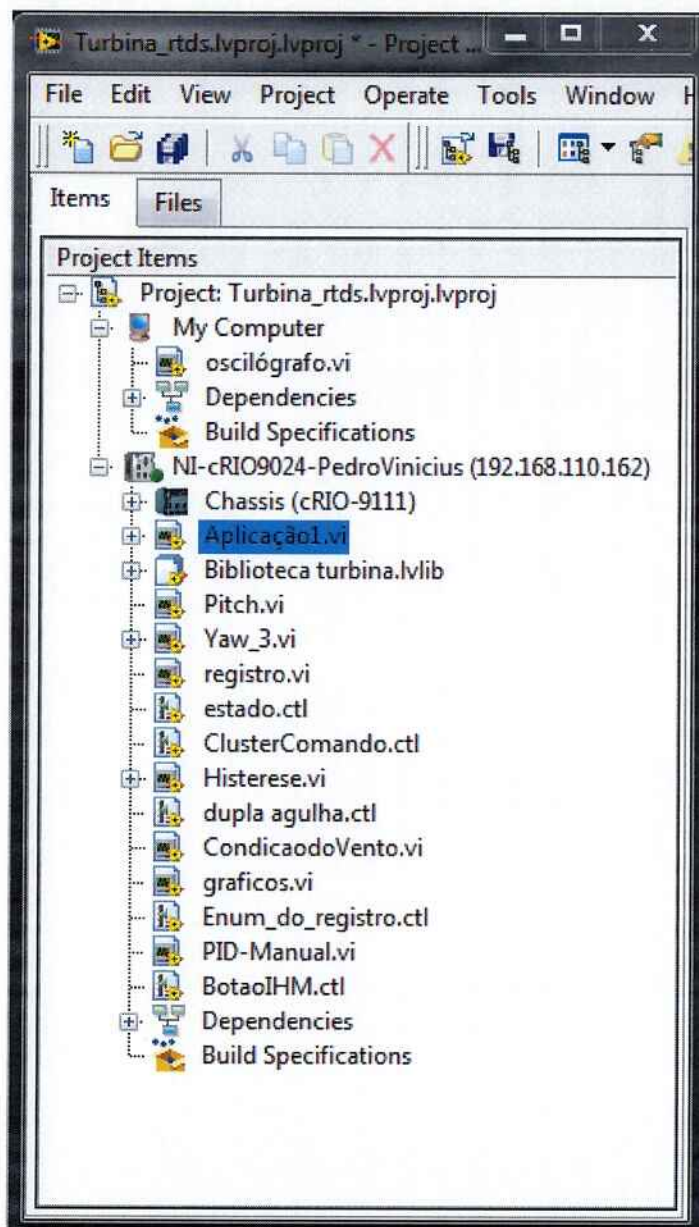 Turbina_rtds.lvproj.lvproj * - Project ...
File Edit View Project Operate Tools Window H
Items Files
Project Items
Project: Turbina_rtds.lvproj.lvproj
My Computer
oscilógrafo.vi
Dependencies
Build Specifications
NI-cRIO9024-PedroVinicius (192.168.110.162)
Chassis (cRIO-9111)
Aplicação1.vi
Biblioteca turbina.lvlib
Pitch.vi
Yaw_3.vi
registro.vi
estado.ctl
ClusterComando.ctl
Histerese.vi
dupla agulha.ctl
CondicaodoVento.vi
graficos.vi
Enum_do_registro.ctl
PID-Manual.vi
BotaoIHM.ctl
Dependencies
Build Specifications